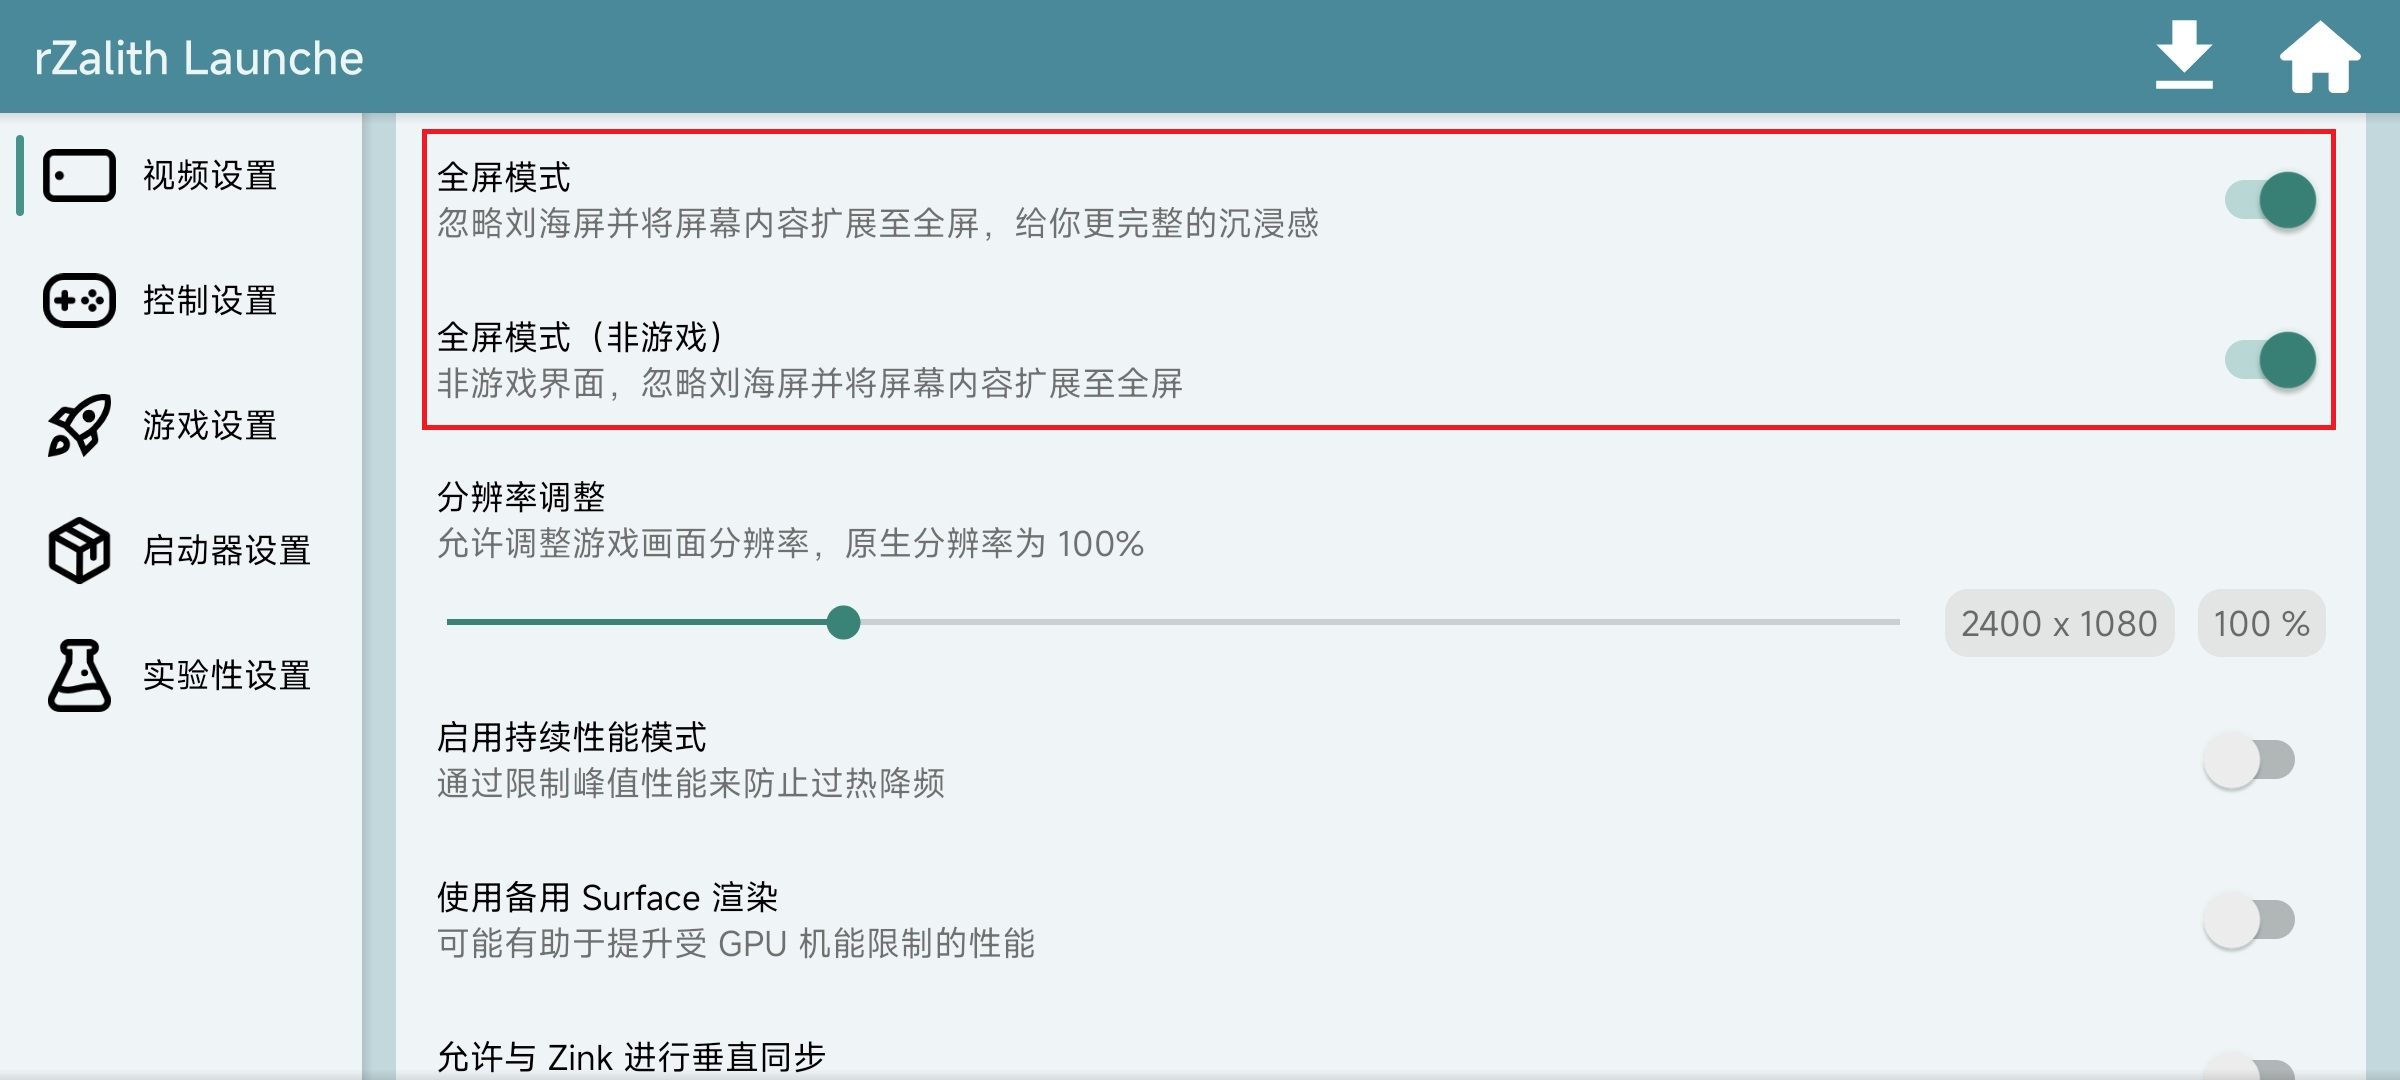 rZalith Launche
视频设置
控制设置
游戏设置
启动器设置
实验性设置
全屏模式
忽略刘海屏并将屏幕内容扩展至全屏，给你更完整的沉浸感
全屏模式（非游戏）
非游戏界面，忽略刘海屏并将屏幕内容扩展至全屏
分辨率调整
允许调整游戏画面分辨率，原生分辨率为 100%
2400 x 1080
100 %
启用持续性能模式
通过限制峰值性能来防止过热降频
使用备用 Surface 渲染
可能有助于提升受 GPU 机能限制的性能
允许与 Zink 进行垂直同步